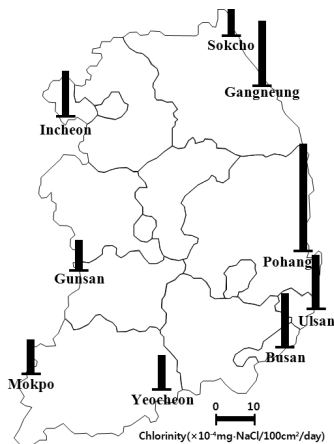 Sokcho
Gangneung
Incheon
Pohang
Gunsan
Ulsan
Busan
Mokpo
Yeocheon
0 10
Chlorinity(×10⁻⁴mg·NaCl/100cm²/day)